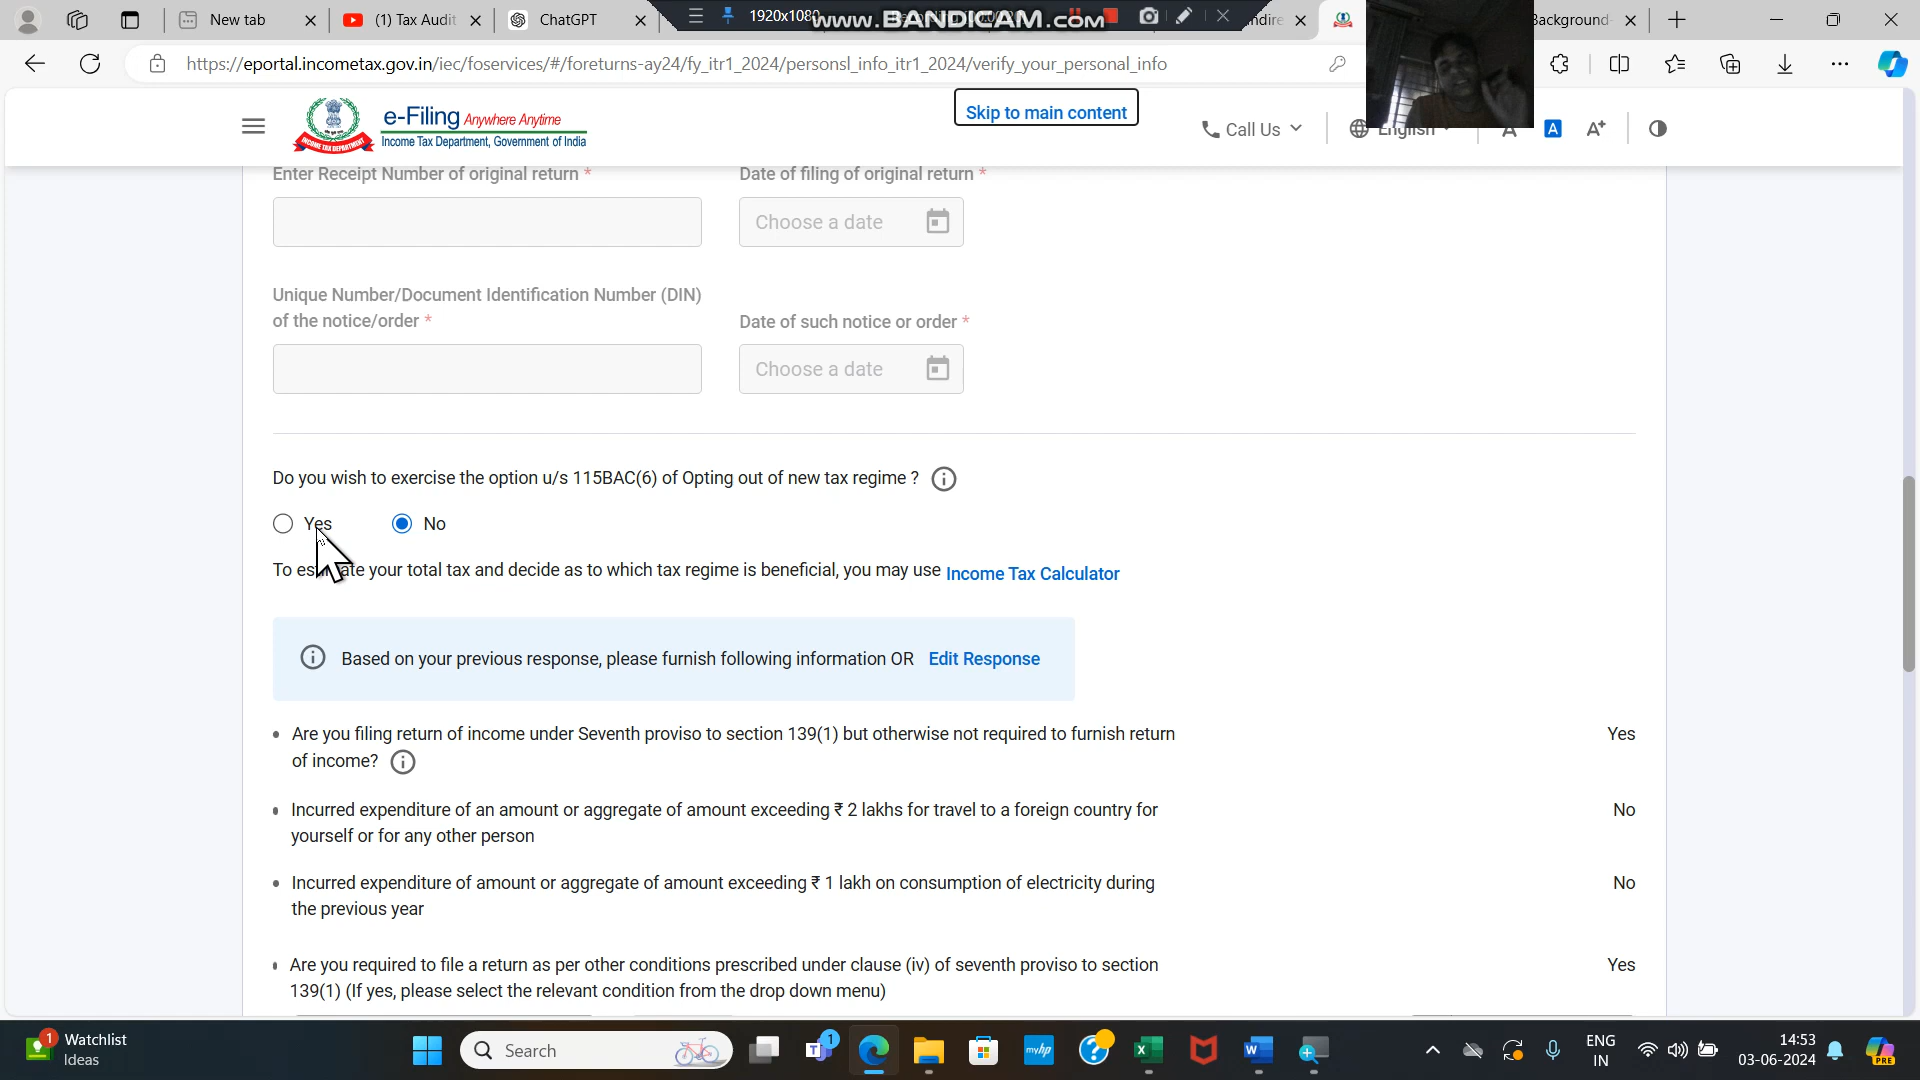 New tab
(1) Tax Audit
ChatGPT
1920x1080
www.BANDICAM.com
Background
https://eportal.incometax.gov.in/iec/foservices/#/foreturns-ay24/fy_itr1_2024/personsl_info_itr1_2024/verify_your_personal_info
e-Filing Anywhere Anytime
Income Tax Department, Government of India
INCOME TAX DEPARTMENT
Skip to main content
Call Us
English
A
A
A+
Enter Receipt Number of original return *
Date of filing of original return *
Choose a date
Unique Number/Document Identification Number (DIN)
of the notice/order *
Date of such notice or order *
Choose a date
Do you wish to exercise the option u/s 115BAC(6) of Opting out of new tax regime ?
Yes
No
To estimate your total tax and decide as to which tax regime is beneficial, you may use Income Tax Calculator
Based on your previous response, please furnish following information OR Edit Response
• Are you filing return of income under Seventh proviso to section 139(1) but otherwise not required to furnish return
of income?
Yes
• Incurred expenditure of an amount or aggregate of amount exceeding ₹ 2 lakhs for travel to a foreign country for
yourself or for any other person
No
• Incurred expenditure of amount or aggregate of amount exceeding ₹ 1 lakh on consumption of electricity during
the previous year
No
• Are you required to file a return as per other conditions prescribed under clause (iv) of seventh proviso to section
139(1) (If yes, please select the relevant condition from the drop down menu)
Yes
1
Watchlist
Ideas
Search
1
myhp
ENG
IN
14:53
03-06-2024
PRE